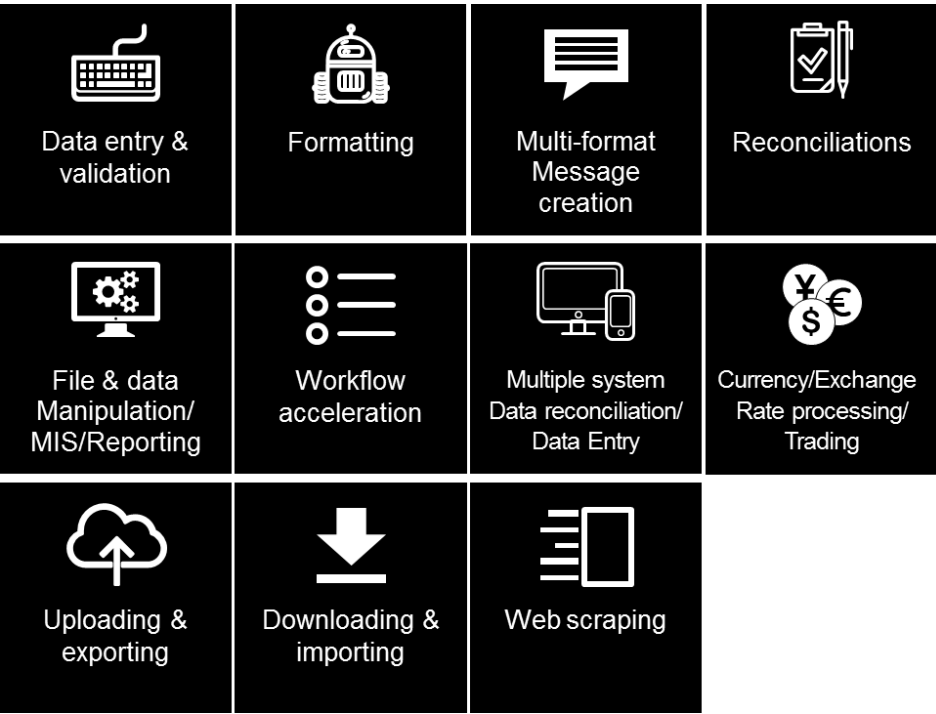 Data entry &
validation
Formatting
Multi-format
Message
creation
Reconciliations
File & data
Manipulation/
MIS/Reporting
Workflow
acceleration
Multiple system
Data reconciliation/
Data Entry
¥
€
$
Currency/Exchange
Rate processing/
Trading
Uploading &
exporting
Downloading &
importing
Web scraping